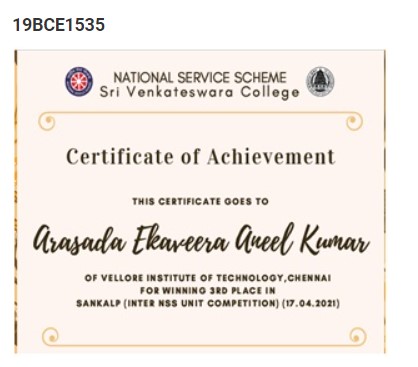 19BCE1535
NATIONAL SERVICE SCHEME
Sri Venkateswara College
Certificate of Achievement
THIS CERTIFICATE GOES TO
Arasada Ekaveera Aneel Kumar
OF VELLORE INSTITUTE OF TECHNOLOGY,CHENNAI
FOR WINNING 3RD PLACE IN
SANKALP (INTER NSS UNIT COMPETITION) (17.04.2021)